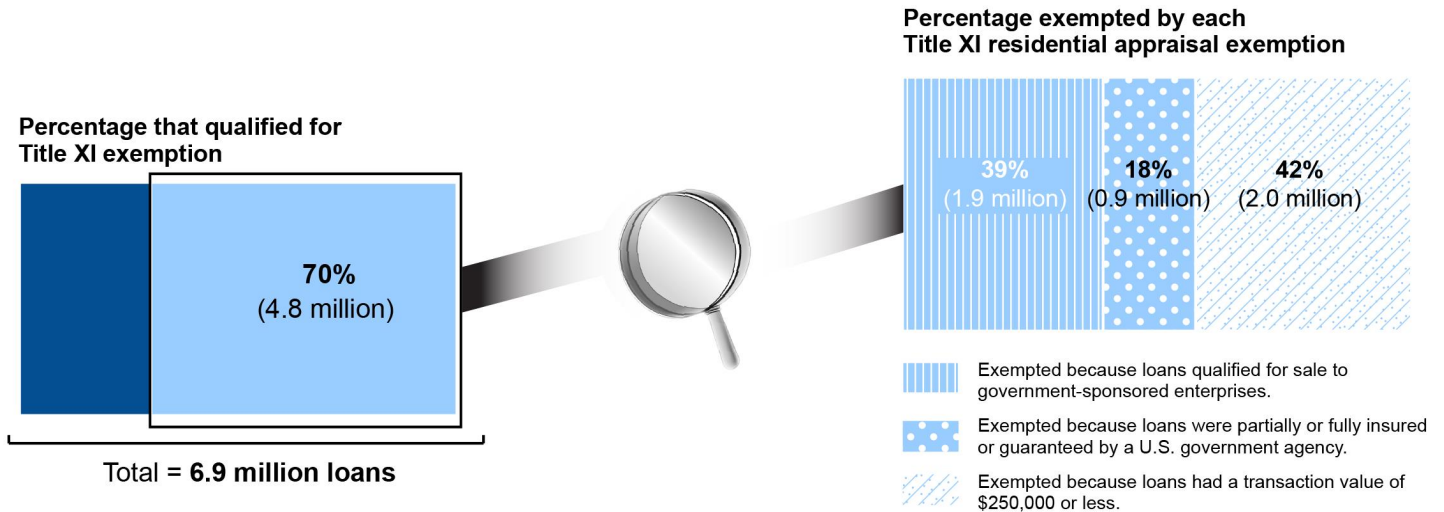 Percentage that qualified for
Title XI exemption
70%
(4.8 million)
Total = 6.9 million loans
Percentage exempted by each
Title XI residential appraisal exemption
39%
(1.9 million)
18%
(0.9 million)
42%
(2.0 million)
Exempted because loans qualified for sale to
government-sponsored enterprises.
Exempted because loans were partially or fully insured
or guaranteed by a U.S. government agency.
Exempted because loans had a transaction value of
$250,000 or less.